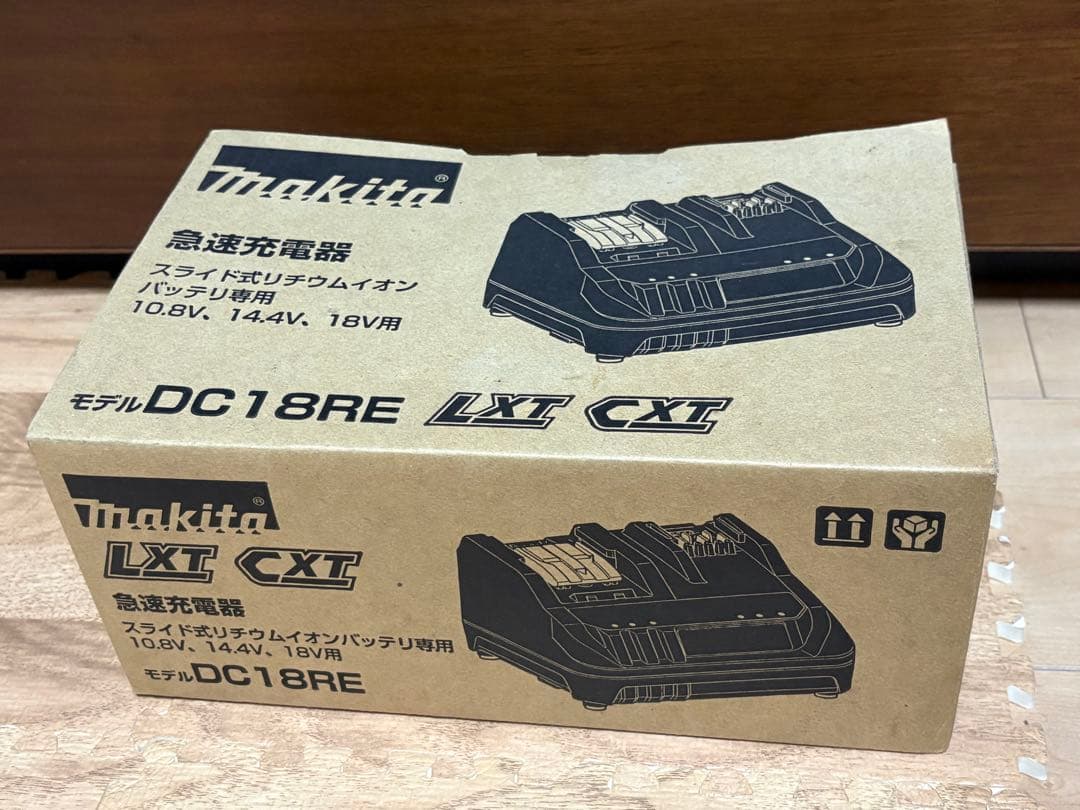 makita®
急速充電器
スライド式リチウムイオン
バッテリ専用
10.8V、14.4V、18V用
モデルDC18RE LXT CXT
makita®
LXT CXT
急速充電器
スライド式リチウムイオンバッテリ専用
10.8V、14.4V、18V用
モデルDC18RE